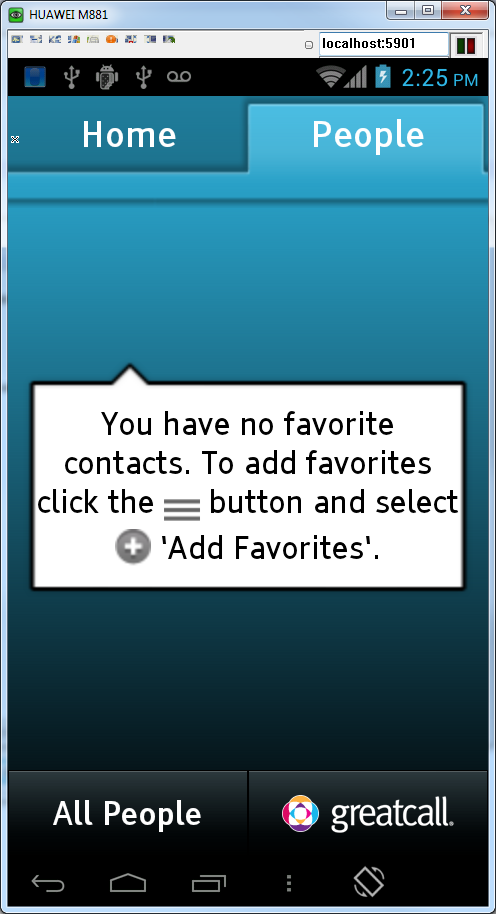 HUAWEI M881
localhost:5901
2:25 PM
Home
People
You have no favorite
contacts. To add favorites
click the button and select
'Add Favorites'.
All People
greatcall.